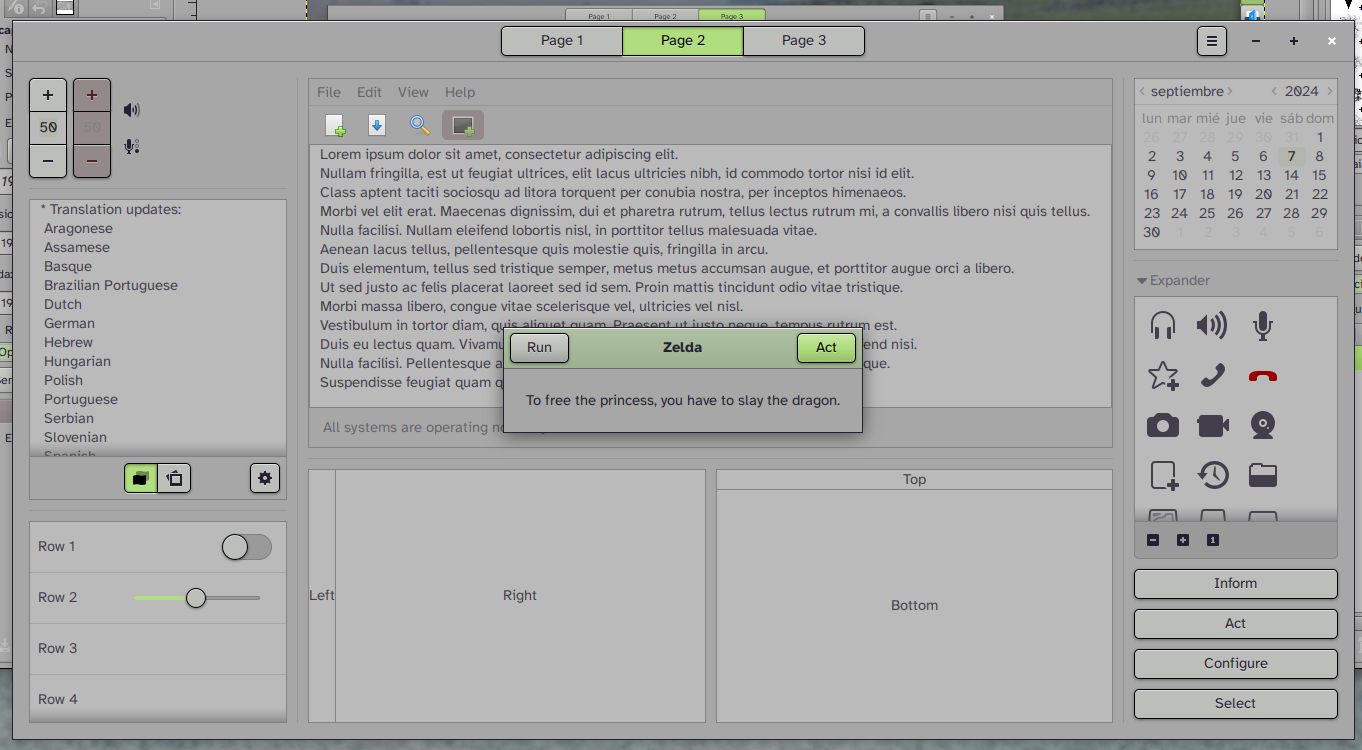 Page 1
Page 2
Page 3
Page 1
Page 2
Page 3
+
50
−
+
50
−
* Translation updates:
Aragonese
Assamese
Basque
Brazilian Portuguese
Dutch
German
Hebrew
Hungarian
Polish
Portuguese
Serbian
Slovenian
Spanish
Row 1
Row 2
Row 3
Row 4
File Edit View Help
Lorem ipsum dolor sit amet, consectetur adipiscing elit.
Nullam fringilla, est ut feugiat ultrices, elit lacus ultricies nibh, id commodo tortor nisi id elit.
Class aptent taciti sociosqu ad litora torquent per conubia nostra, per inceptos himenaeos.
Morbi vel elit erat. Maecenas dignissim, dui et pharetra rutrum, tellus lectus rutrum mi, a convallis libero nisi quis tellus.
Nulla facilisi. Nullam eleifend lobortis nisl, in porttitor tellus malesuada vitae.
Aenean lacus tellus, pellentesque quis molestie quis, fringilla in arcu.
Duis elementum, tellus sed tristique semper, metus metus accumsan augue, et porttitor augue orci a libero.
Ut sed justo ac felis placerat laoreet sed id sem. Proin mattis tincidunt odio vitae tristique.
Morbi massa libero, congue vitae scelerisque vel, ultricies vel nisl.
Vestibulum in tortor diam, quis aliquet quam. Praesent ut justo neque, tempus rutrum est.
Duis eu lectus quam. Vivamu end nisi.
Nulla facilisi. Pellentesque a que.
Suspendisse feugiat quam q
All systems are operating no
Run
Zelda
Act
To free the princess, you have to slay the dragon.
Left
Right
Top
Bottom
septiembre 2024
lun mar mié jue vie sáb dom
26 27 28 29 30 31 1
2 3 4 5 6 7 8
9 10 11 12 13 14 15
16 17 18 19 20 21 22
23 24 25 26 27 28 29
30 1 2 3 4 5 6
Expander
1
Inform
Act
Configure
Select